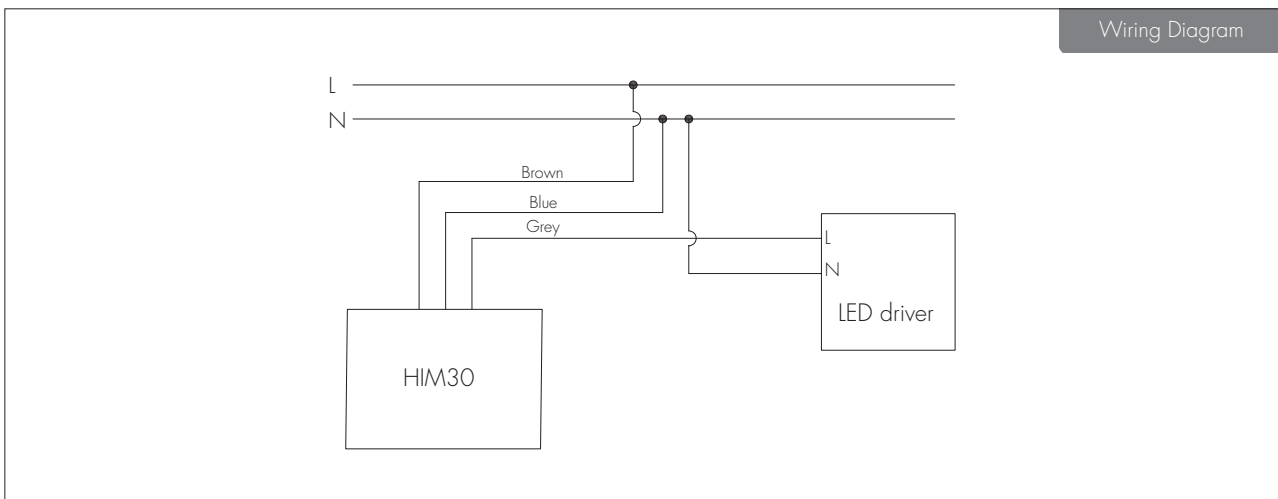 Wiring Diagram
L
N
Brown
Blue
Grey
L
N
LED driver
HIM30